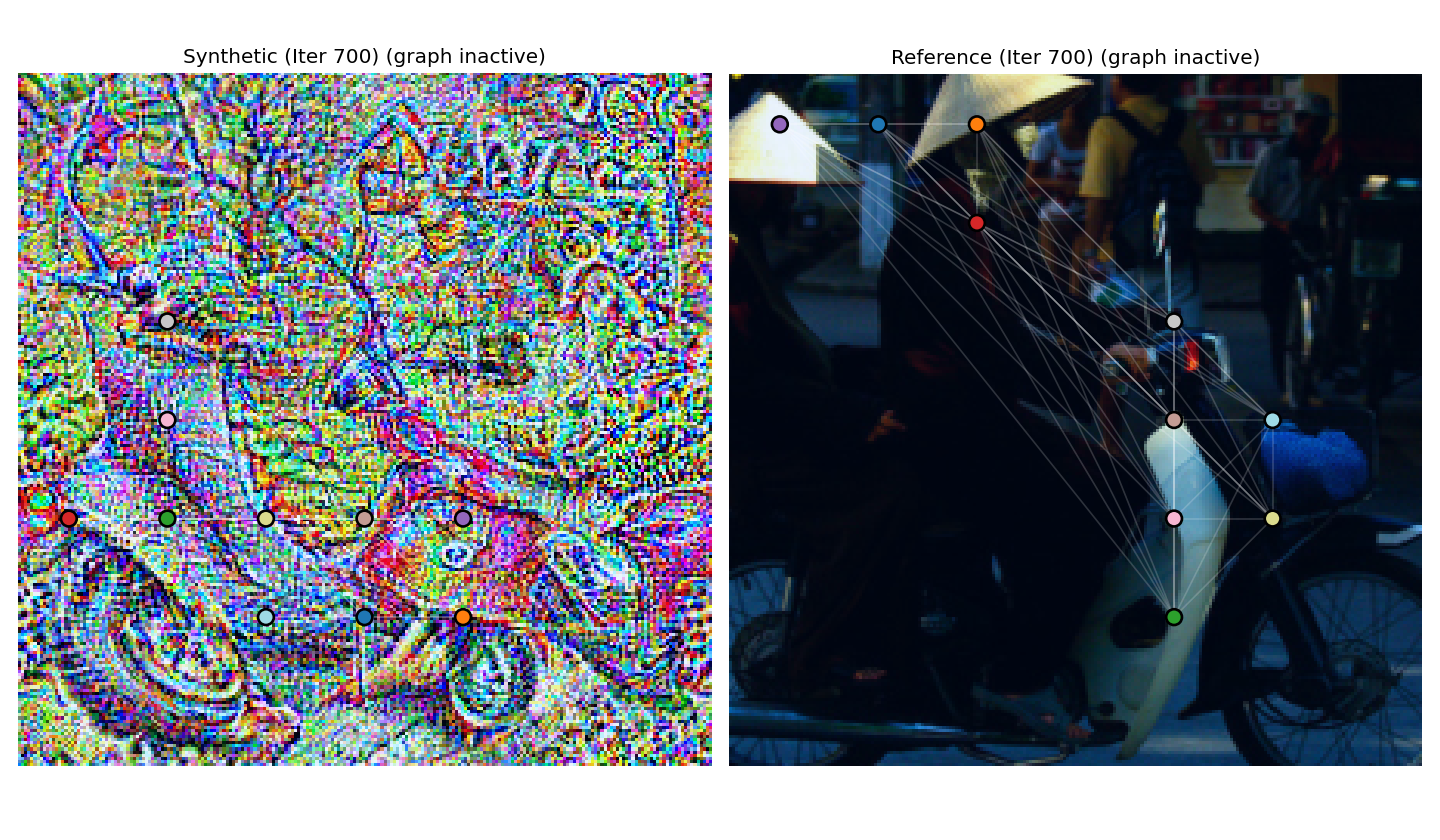 Synthetic (Iter 700) (graph inactive)
Reference (Iter 700) (graph inactive)